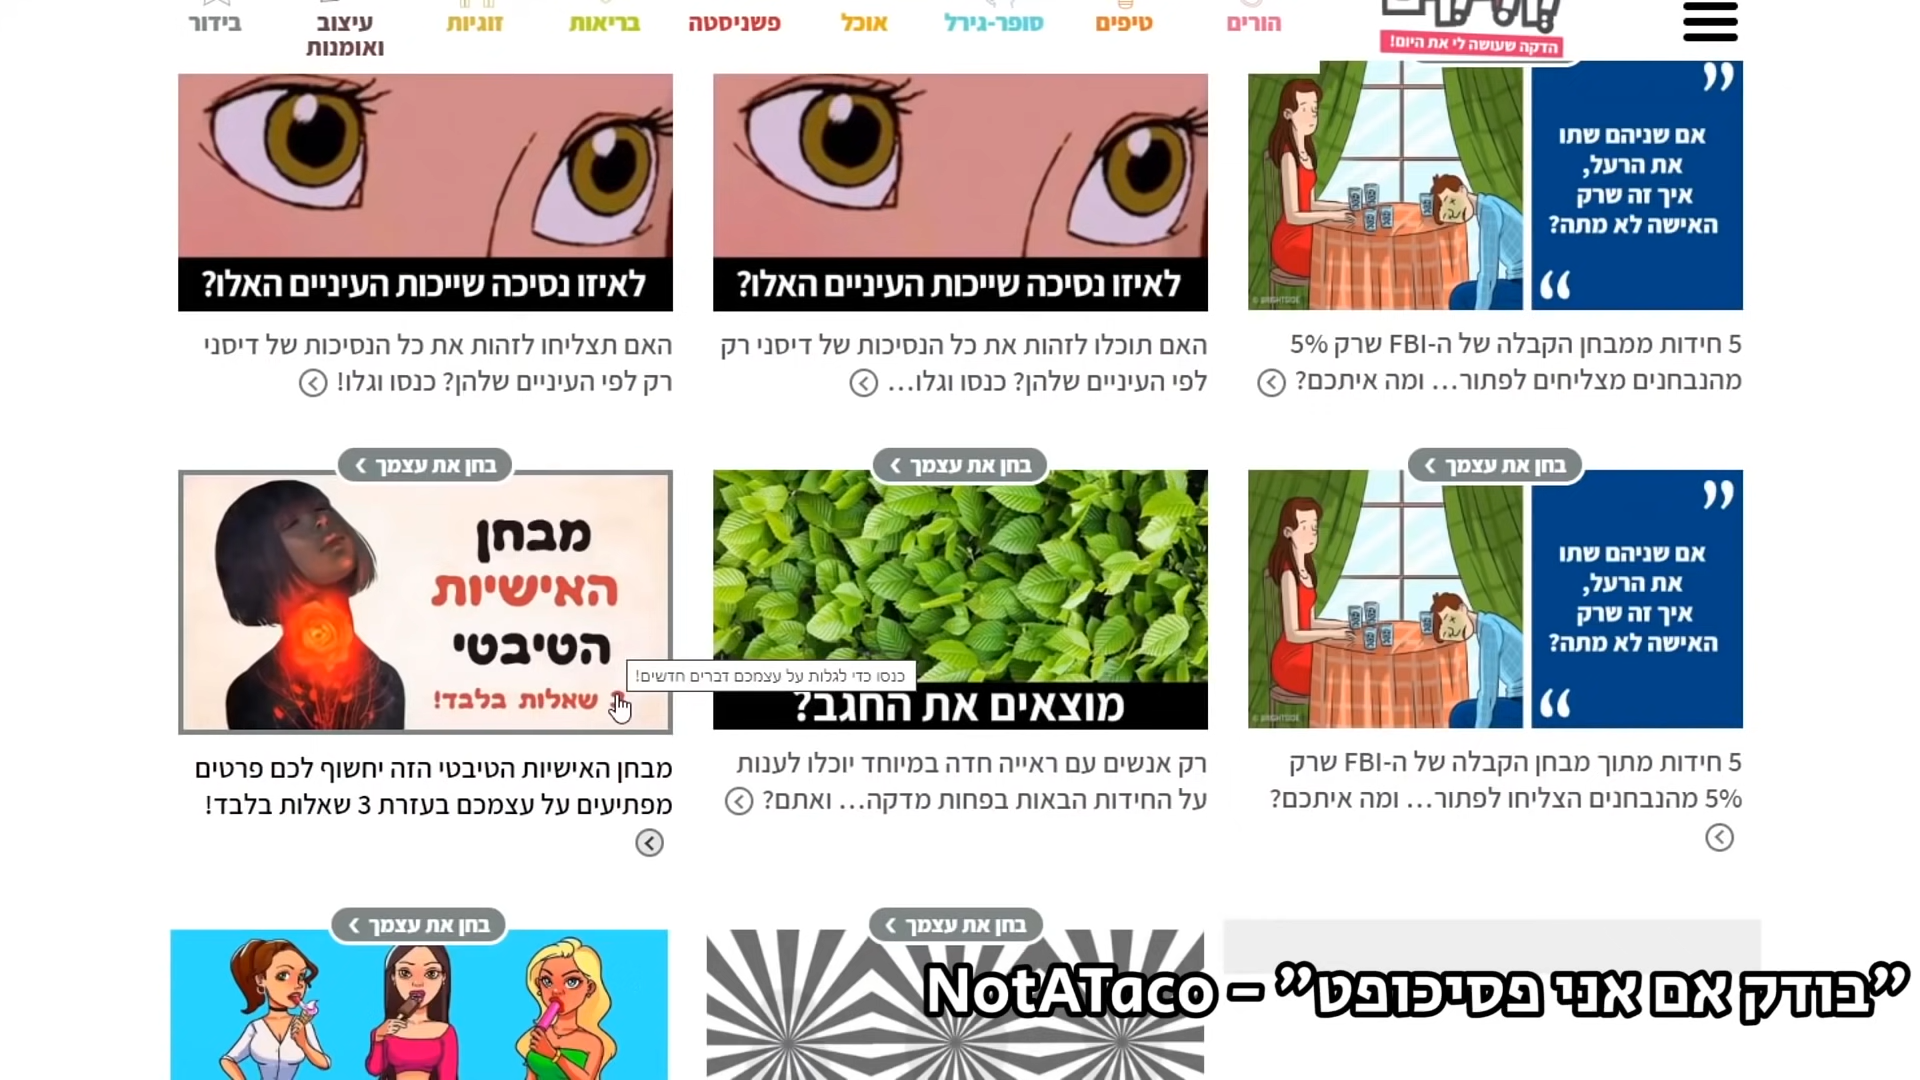 הורים
טיפים
סופר-גירל
אוכל
פשניסטה
בריאות
זוגיות
עיצוב
ואומנות
בידור
הדקה שעושה לי את היום!
אם שניהם שתו
את הרעל,
איך זה שרק
האישה לא מתה?
© BRIGHTSIDE
5 חידות ממבחן הקבלה של ה-FBI שרק 5%
מהנבחנים מצליחים לפתור... ומה איתכם?
לאיזו נסיכה שייכות העיניים האלו?
האם תוכלו לזהות את כל הנסיכות של דיסני רק
לפי העיניים שלהן? כנסו וגלו...
לאיזו נסיכה שייכות העיניים האלו?
האם תצליחו לזהות את כל הנסיכות של דיסני
רק לפי העיניים שלהן? כנסו וגלו!
בחן את עצמך
אם שניהם שתו
את הרעל,
איך זה שרק
האישה לא מתה?
© BRIGHTSIDE
5 חידות מתוך מבחן הקבלה של ה-FBI שרק
5% מהנבחנים הצליחו לפתור... ומה איתכם?
בחן את עצמך
מוצאים את החגב?
רק אנשים עם ראייה חדה במיוחד יוכלו לענות
על החידות הבאות בפחות מדקה... ואתם?
בחן את עצמך
מבחן
האישיות
הטיבטי
שאלות בלבד!
כנסו כדי לגלות על עצמכם דברים חדשים!
מבחן האישיות הטיבטי הזה יחשוף לכם פרטים
מפתיעים על עצמכם בעזרת 3 שאלות בלבד!
בחן את עצמך
בחן את עצמך
"בודק אם אני פסיכופט" - NotATaco